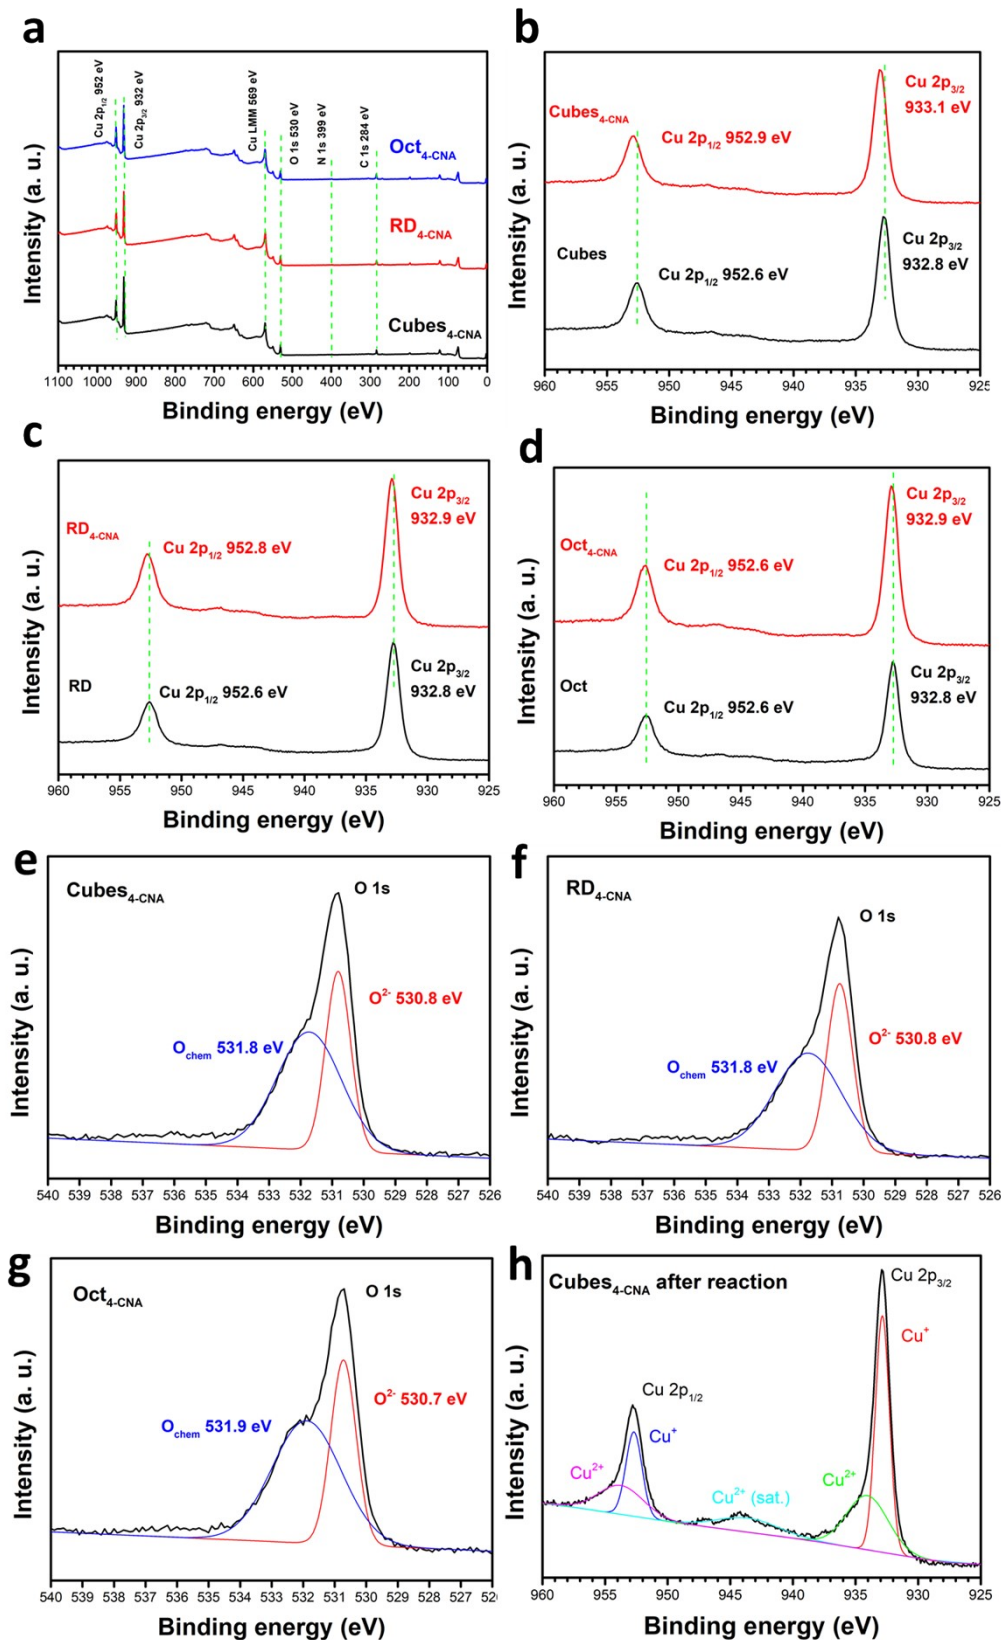 a
Cu 2p1/2 952 eV
Cu 2p3/2 932 eV
Cu LMM 569 eV
O 1s 530 eV
N 1s 399 eV
C 1s 284 eV
Oct4-CNA
RD4-CNA
Cubes4-CNA
Intensity (a. u.)
1100 1000 900 800 700 600 500 400 300 200 100 0
Binding energy (eV)
b
Cu 2p3/2
933.1 eV
Cubes4-CNA
Cu 2p1/2 952.9 eV
Cu 2p3/2
932.8 eV
Cubes
Cu 2p1/2 952.6 eV
Intensity (a. u.)
960 955 950 945 940 935 930 925
Binding energy (eV)
c
Cu 2p3/2
932.9 eV
RD4-CNA
Cu 2p1/2 952.8 eV
Cu 2p3/2
932.8 eV
RD
Cu 2p1/2 952.6 eV
Intensity (a. u.)
960 955 950 945 940 935 930 925
Binding energy (eV)
d
Cu 2p3/2
932.9 eV
Oct4-CNA
Cu 2p1/2 952.6 eV
Cu 2p3/2
932.8 eV
Oct
Cu 2p1/2 952.6 eV
Intensity (a. u.)
960 955 950 945 940 935 930 925
Binding energy (eV)
e
Cubes4-CNA
O 1s
O2- 530.8 eV
Ochem 531.8 eV
Intensity (a. u.)
540 539 537 536 535 534 533 532 531 530 529 528 526
Binding energy (eV)
f
RD4-CNA
O 1s
O2- 530.8 eV
Ochem 531.8 eV
Intensity (a. u.)
540 539 537 536 535 534 533 532 531 530 529 528 526
Binding energy (eV)
g
Oct4-CNA
O 1s
O2- 530.7 eV
Ochem 531.9 eV
Intensity (a. u.)
540 539 537 536 535 534 533 532 531 530 529 528 526
Binding energy (eV)
h
Cubes4-CNA after reaction
Cu 2p3/2
Cu+
Cu 2p1/2
Cu+
Cu2+
Cu2+ (sat.)
Cu2+
Intensity (a. u.)
960 955 950 945 940 935 930 925
Binding energy (eV)